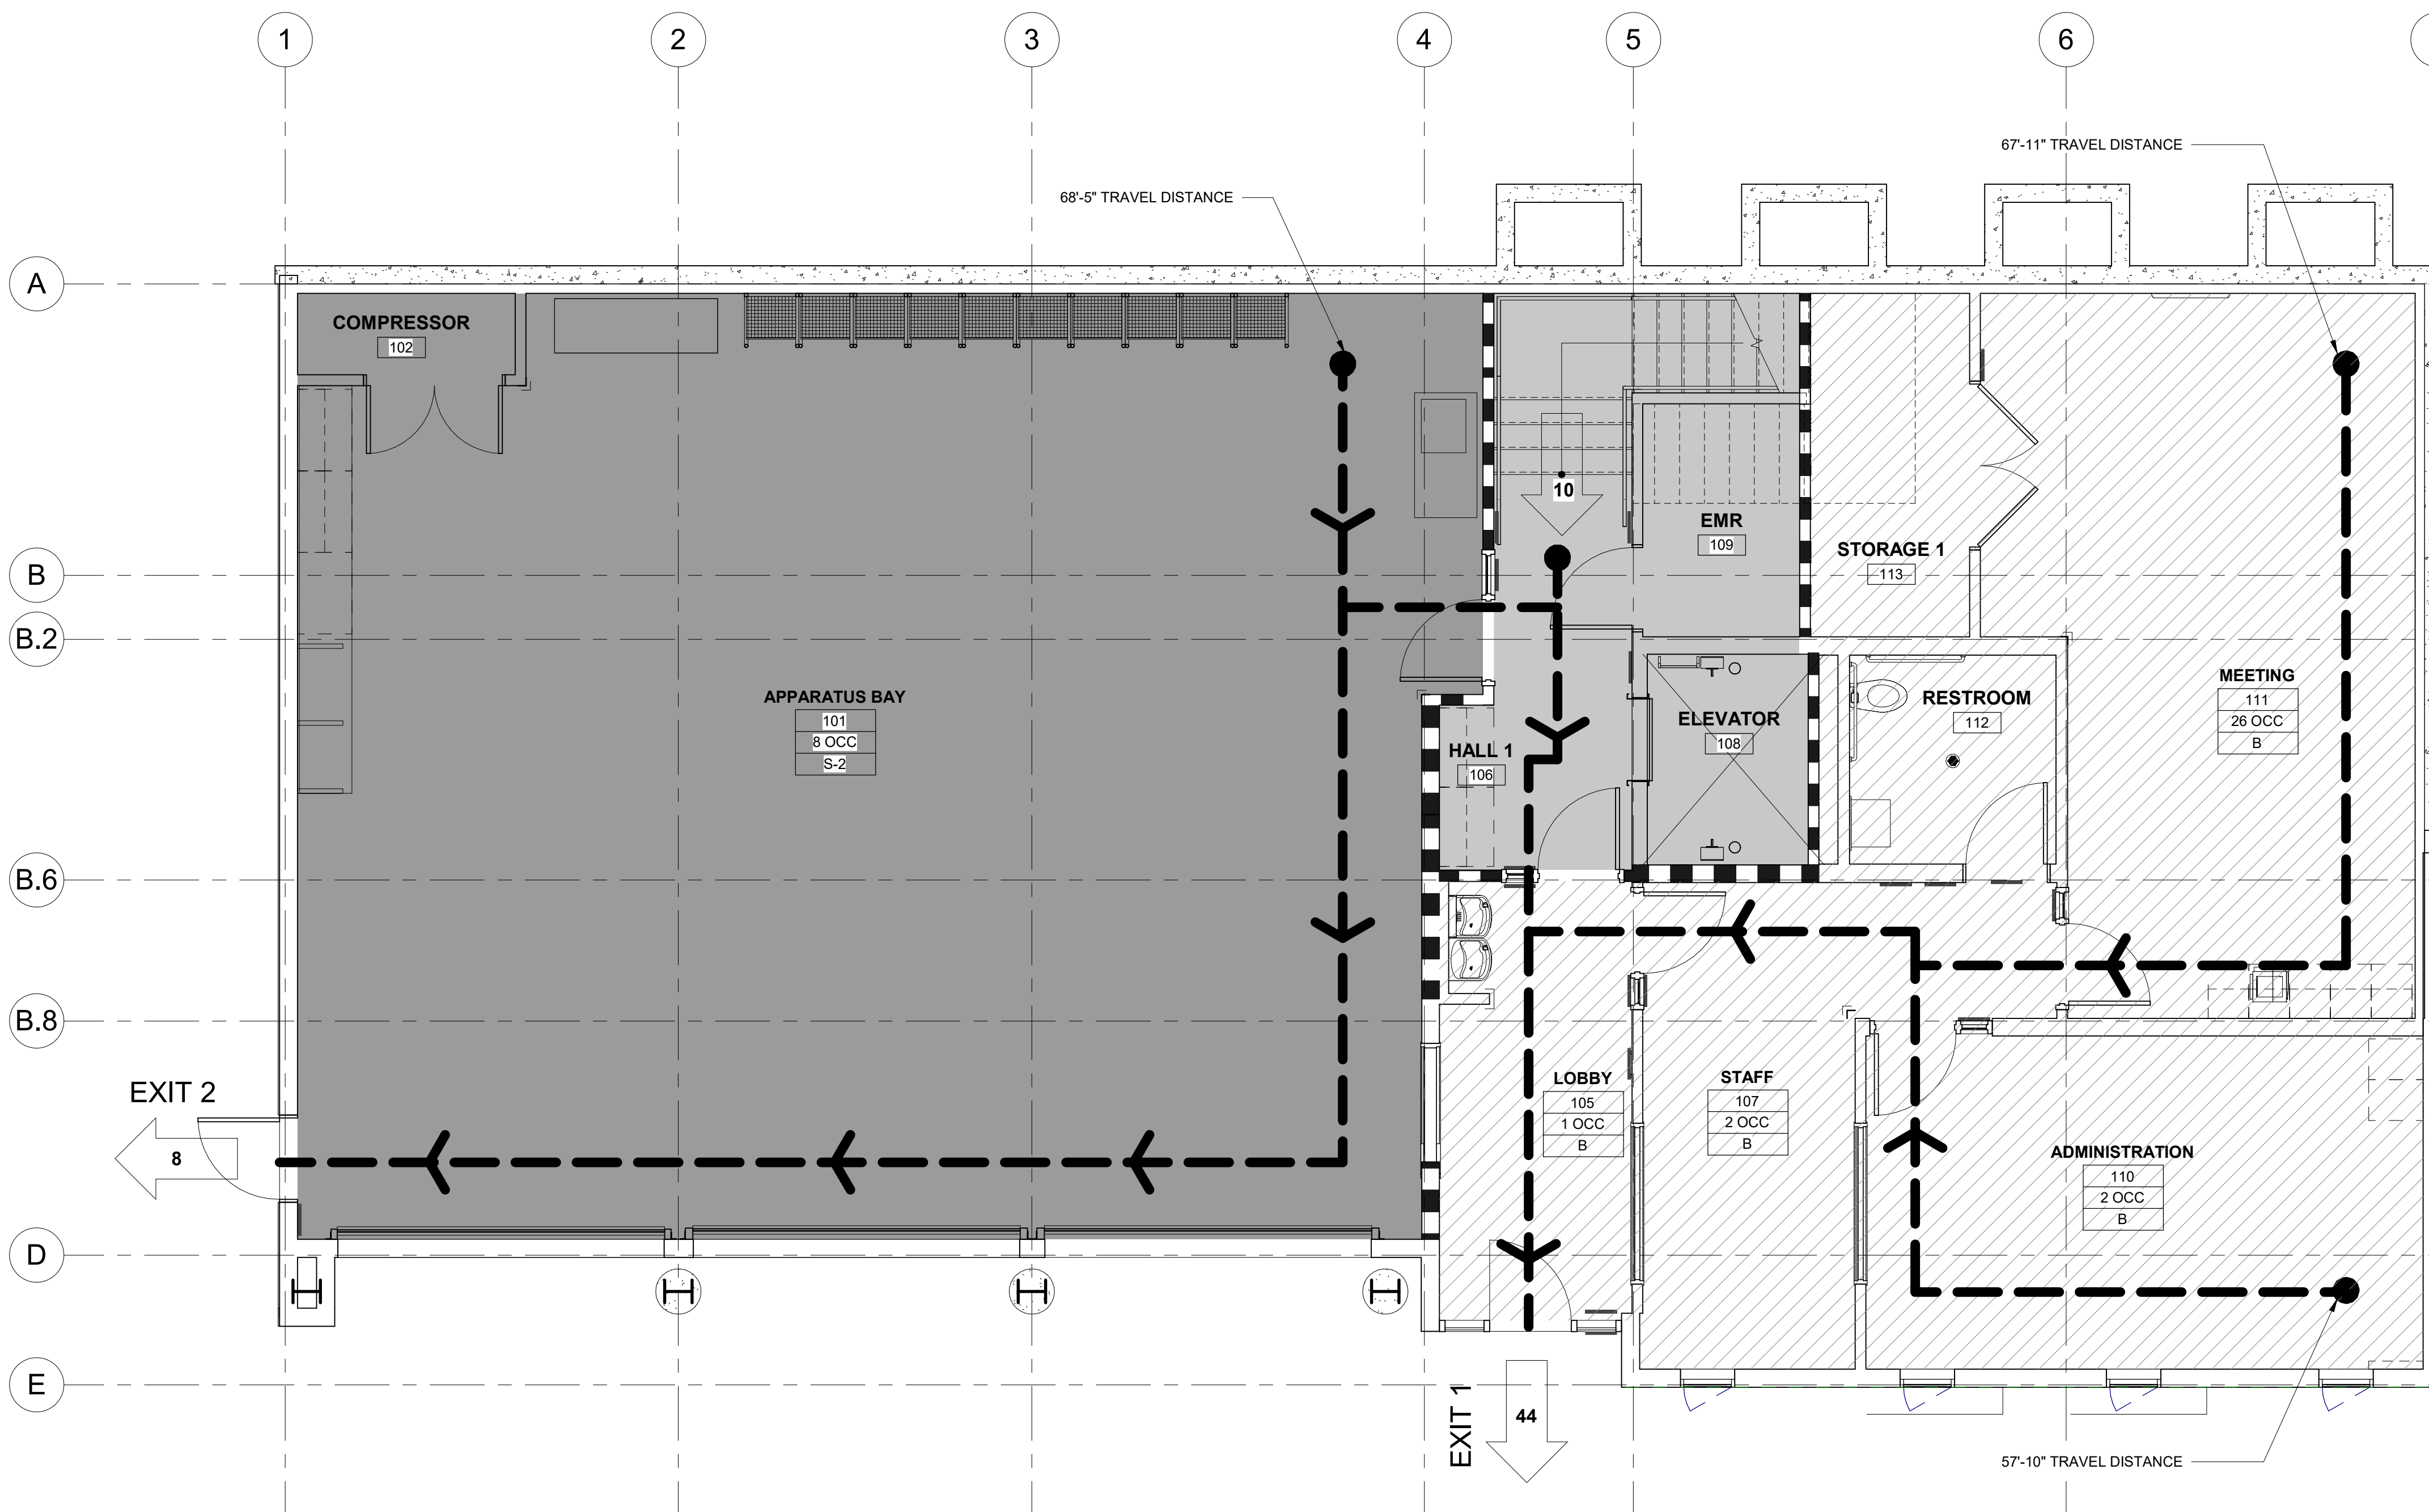 1
2
3
4
5
6
67'-11" TRAVEL DISTANCE
68'-5" TRAVEL DISTANCE
A
COMPRESSOR
102
10
EMR
109
STORAGE 1
113
B
B.2
APPARATUS BAY
101
8 OCC
S-2
HALL 1
106
ELEVATOR
108
RESTROOM
112
MEETING
111
26 OCC
B
B.6
B.8
EXIT 2
8
LOBBY
105
1 OCC
B
STAFF
107
2 OCC
B
ADMINISTRATION
110
2 OCC
B
D
E
EXIT 1
44
57'-10" TRAVEL DISTANCE